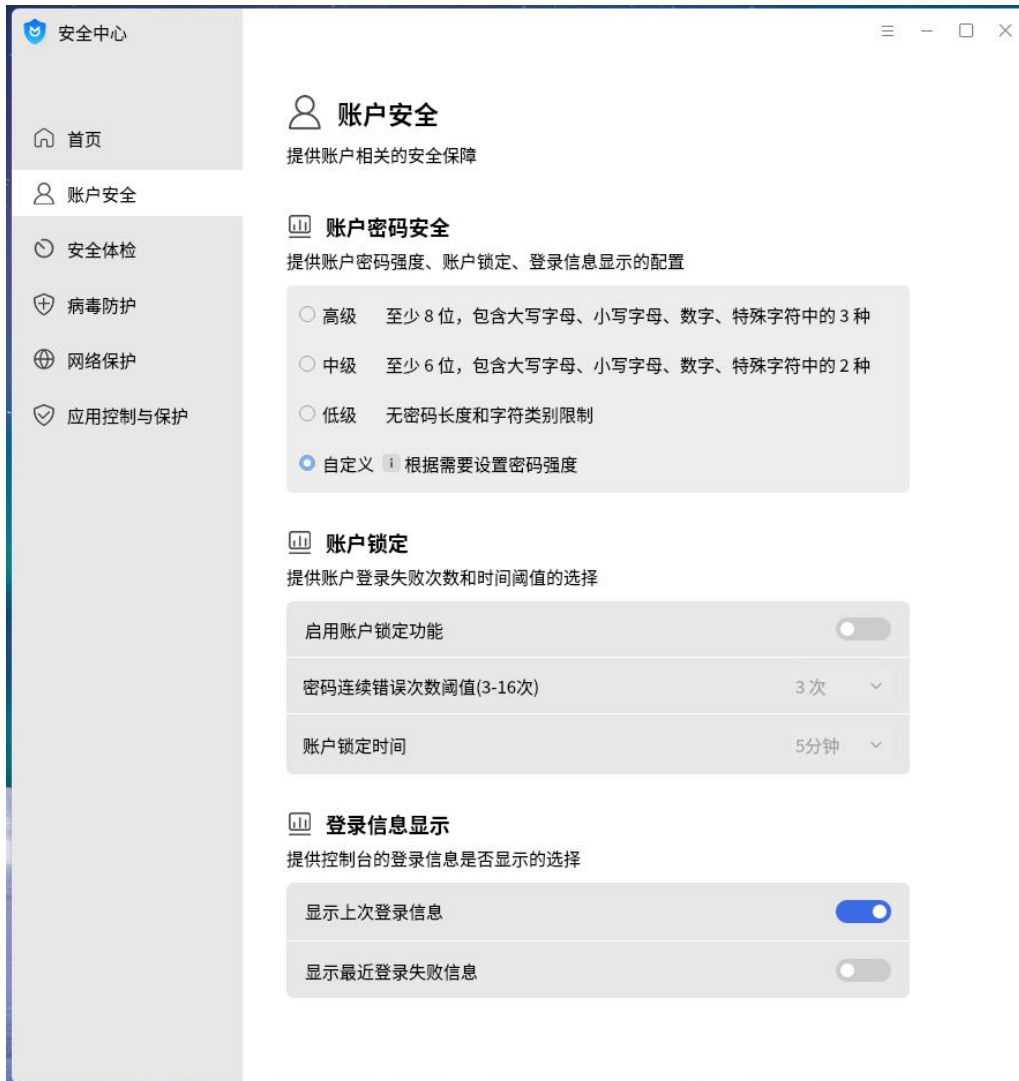 安全中心
首页
账户安全
安全体检
病毒防护
网络保护
应用控制与保护
账户安全
提供账户相关的安全保障
账户密码安全
提供账户密码强度、账户锁定、登录信息显示的配置
高级 至少 8 位，包含大写字母、小写字母、数字、特殊字符中的 3 种
中级 至少 6 位，包含大写字母、小写字母、数字、特殊字符中的 2 种
低级 无密码长度和字符类别限制
自定义 i 根据需要设置密码强度
账户锁定
提供账户登录失败次数和时间阈值的选择
启用账户锁定功能
密码连续错误次数阈值(3-16次) 3 次
账户锁定时间 5分钟
登录信息显示
提供控制台的登录信息是否显示的选择
显示上次登录信息
显示最近登录失败信息